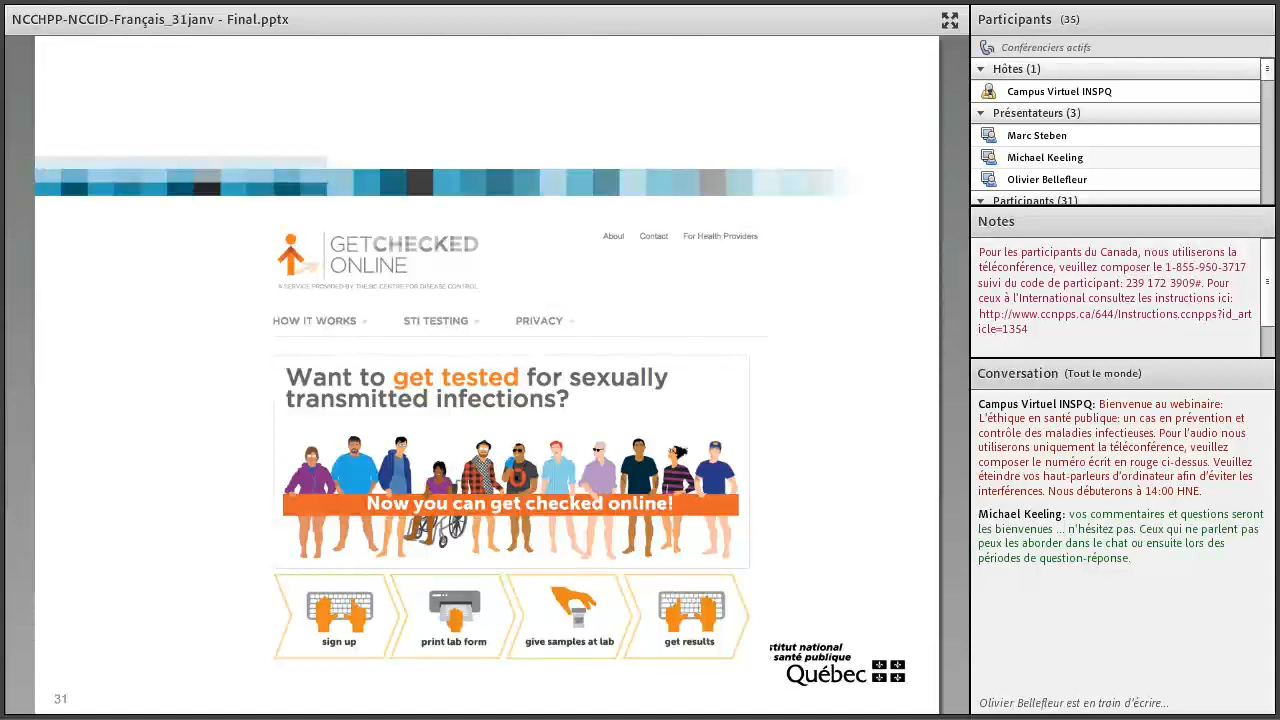 NCCHPP-NCCID-Français_31janv - Final.pptx
GETCHECKED
ONLINE
A SERVICE PROVIDED BY THE BC CENTRE FOR DISEASE CONTROL
About Contact For Health Providers
HOW IT WORKS STI TESTING PRIVACY
Want to get tested for sexually
transmitted infections?
Now you can get checked online!
sign up print lab form give samples at lab get results
stitut national
santé publique
Québec
31
Participants (35)
Conférenciers actifs
Hôtes (1)
Campus Virtuel INSPQ
Présentateurs (3)
Marc Steben
Michael Keeling
Olivier Bellefleur
Participants (31)
Notes
Pour les participants du Canada, nous utiliserons la
téléconférence, veuillez composer le 1-855-950-3717
suivi du code de participant: 239 172 3909#. Pour
ceux à l'International consultez les instructions ici:
http://www.ccnpps.ca/644/Instructions.ccnpps?id_art
icle=1354
Conversation (Tout le monde)
Campus Virtuel INSPQ: Bienvenue au webinaire:
L'éthique en santé publique: un cas en prévention et
contrôle des maladies infectieuses. Pour l'audio nous
utiliserons uniquement la téléconférence, veuillez
composer le numéro écrit en rouge ci-dessus. Veuillez
éteindre vos haut-parleurs d'ordinateur afin d'éviter les
interférences. Nous débuterons à 14:00 HNE.
Michael Keeling: vos commentaires et questions seront
les bienvenues ... n'hésitez pas. Ceux qui ne parlent pas
peux les aborder dans le chat ou ensuite lors des
périodes de question-réponse.
Olivier Bellefleur est en train d'écrire...